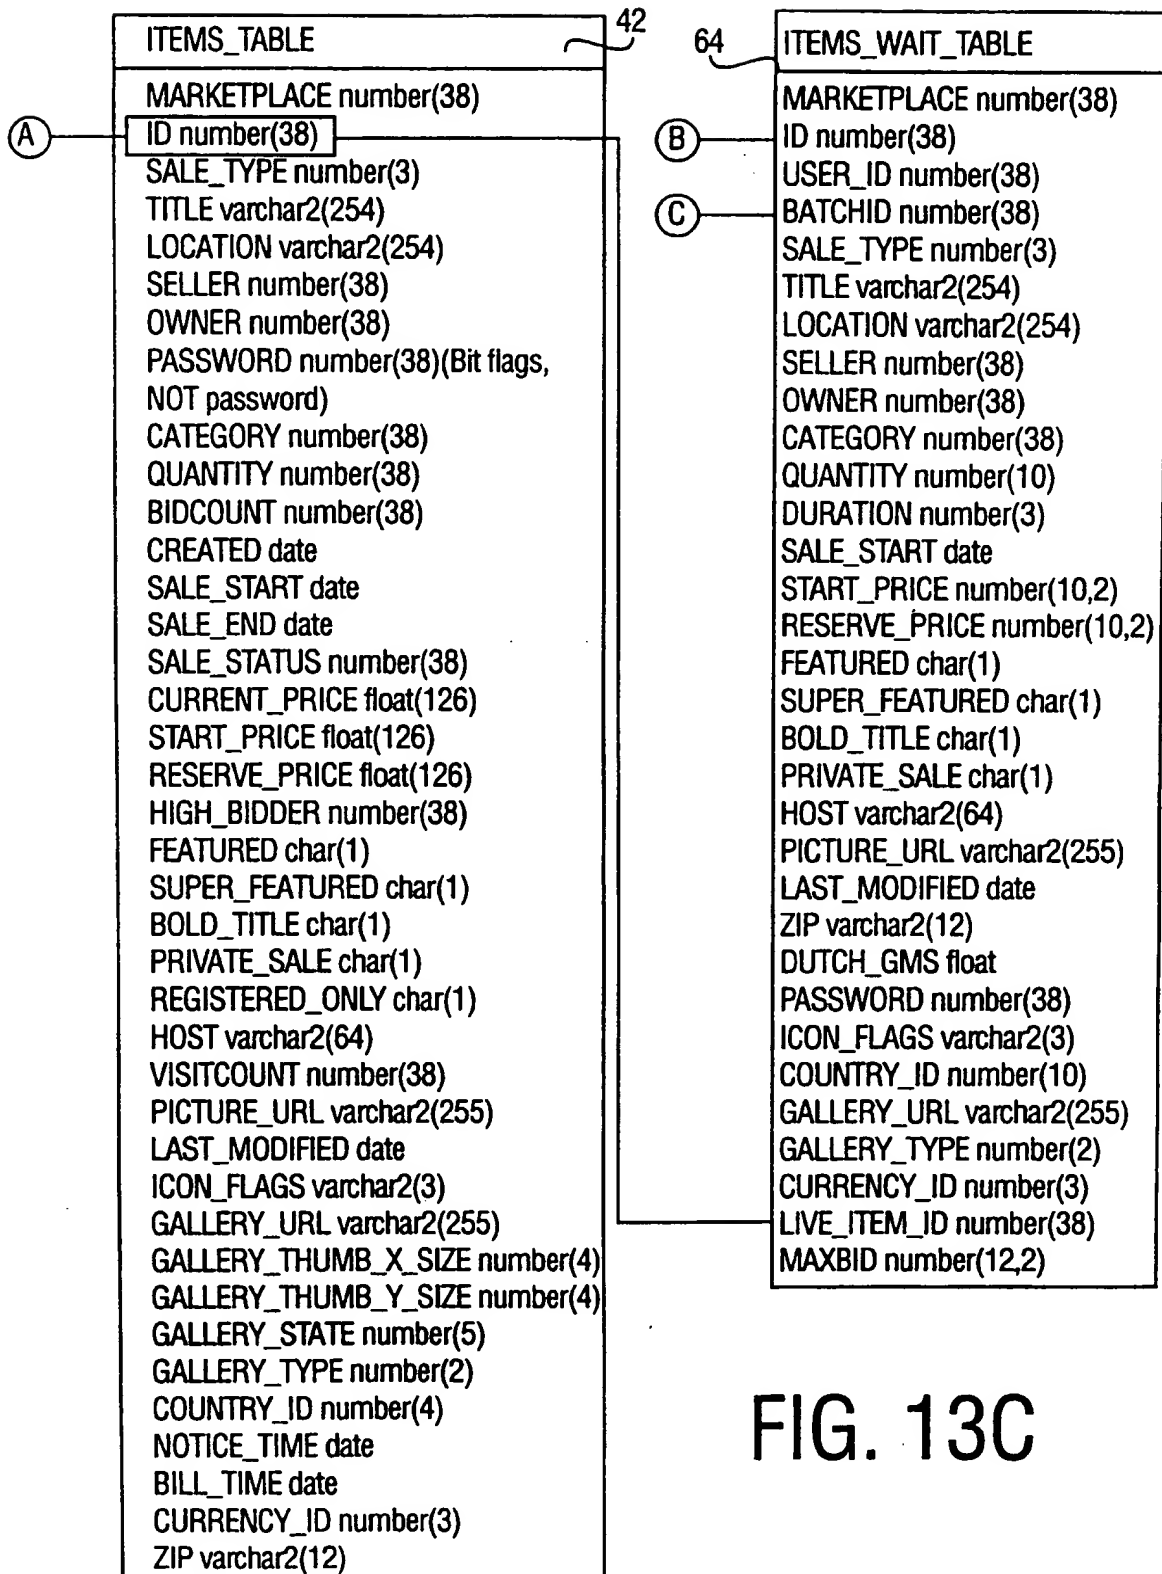 ITEMS_TABLE
42
MARKETPLACE number(38)
A
ID number(38)
SALE_TYPE number(3)
TITLE varchar2(254)
LOCATION varchar2(254)
SELLER number(38)
OWNER number(38)
PASSWORD number(38)(Bit flags,
NOT password)
CATEGORY number(38)
QUANTITY number(38)
BIDCOUNT number(38)
CREATED date
SALE_START date
SALE_END date
SALE_STATUS number(38)
CURRENT_PRICE float(126)
START_PRICE float(126)
RESERVE_PRICE float(126)
HIGH_BIDDER number(38)
FEATURED char(1)
SUPER_FEATURED char(1)
BOLD_TITLE char(1)
PRIVATE_SALE char(1)
REGISTERED_ONLY char(1)
HOST varchar2(64)
VISITCOUNT number(38)
PICTURE_URL varchar2(255)
LAST_MODIFIED date
ICON_FLAGS varchar2(3)
GALLERY_URL varchar2(255)
GALLERY_THUMB_X_SIZE number(4)
GALLERY_THUMB_Y_SIZE number(4)
GALLERY_STATE number(5)
GALLERY_TYPE number(2)
COUNTRY_ID number(4)
NOTICE_TIME date
BILL_TIME date
CURRENCY_ID number(3)
ZIP varchar2(12)
64
ITEMS_WAIT_TABLE
MARKETPLACE number(38)
B
ID number(38)
USER_ID number(38)
C
BATCHID number(38)
SALE_TYPE number(3)
TITLE varchar2(254)
LOCATION varchar2(254)
SELLER number(38)
OWNER number(38)
CATEGORY number(38)
QUANTITY number(10)
DURATION number(3)
SALE_START date
START_PRICE number(10,2)
RESERVE_PRICE number(10,2)
FEATURED char(1)
SUPER_FEATURED char(1)
BOLD_TITLE char(1)
PRIVATE_SALE char(1)
HOST varchar2(64)
PICTURE_URL varchar2(255)
LAST_MODIFIED date
ZIP varchar2(12)
DUTCH_GMS float
PASSWORD number(38)
ICON_FLAGS varchar2(3)
COUNTRY_ID number(10)
GALLERY_URL varchar2(255)
GALLERY_TYPE number(2)
CURRENCY_ID number(3)
LIVE_ITEM_ID number(38)
MAXBID number(12,2)
FIG. 13C